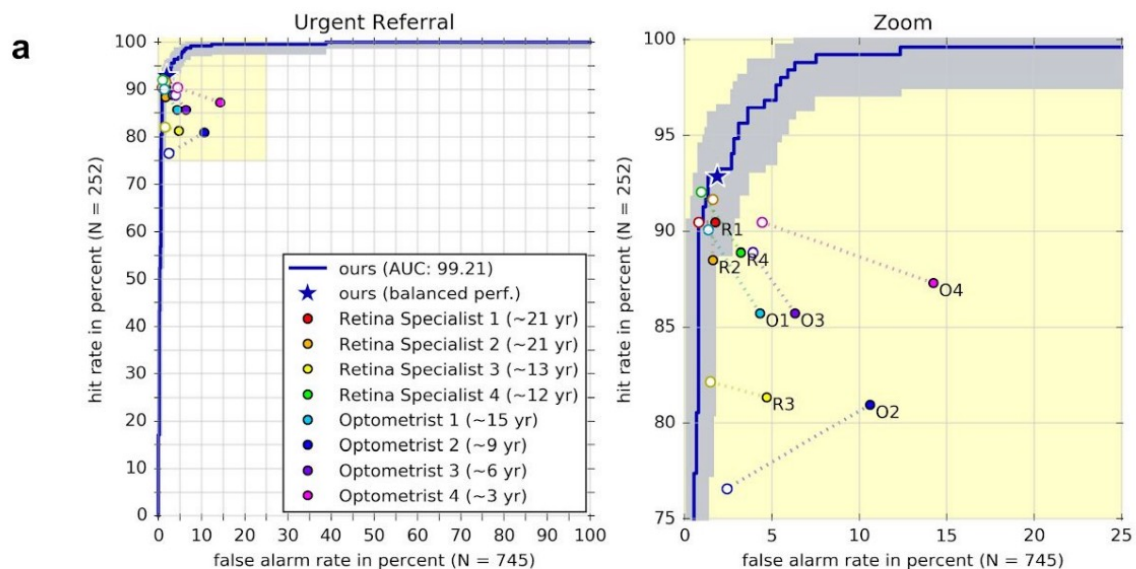 a
Urgent Referral
100
90
80
70
60
50
40
30
20
10
0
hit rate in percent (N = 252)
ours (AUC: 99.21)
ours (balanced perf.)
Retina Specialist 1 (~21 yr)
Retina Specialist 2 (~21 yr)
Retina Specialist 3 (~13 yr)
Retina Specialist 4 (~12 yr)
Optometrist 1 (~15 yr)
Optometrist 2 (~9 yr)
Optometrist 3 (~6 yr)
Optometrist 4 (~3 yr)
0 10 20 30 40 50 60 70 80 90 100
false alarm rate in percent (N = 745)
Zoom
100
95
90
85
80
75
hit rate in percent (N = 252)
R1
R2
R4
O4
O1
O3
R3
O2
0 5 10 15 20 25
false alarm rate in percent (N = 745)